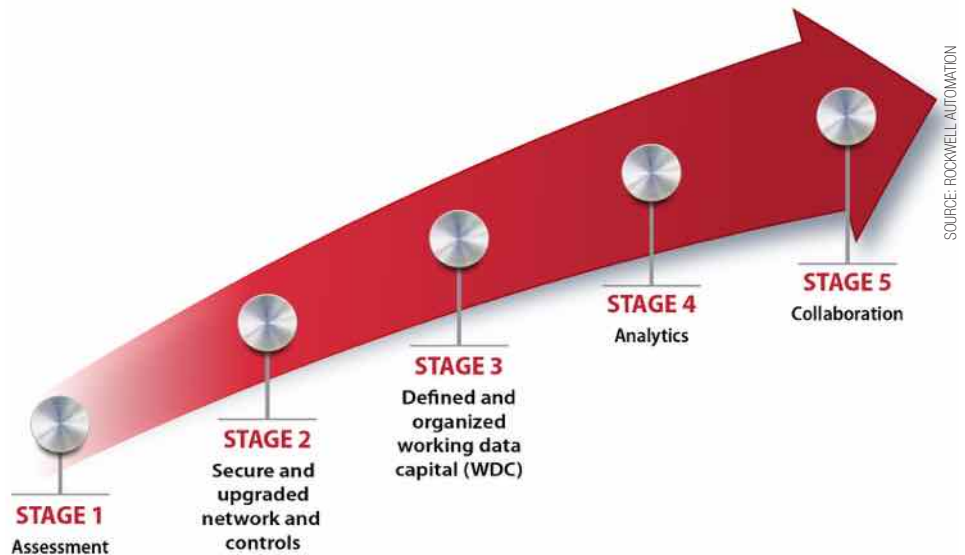 STAGE 1
Assessment
STAGE 2
Secure and
upgraded
network and
controls
STAGE 3
Defined and
organized
working data
capital (WDC)
STAGE 4
Analytics
STAGE 5
Collaboration
SOURCE: ROCKWELL AUTOMATION